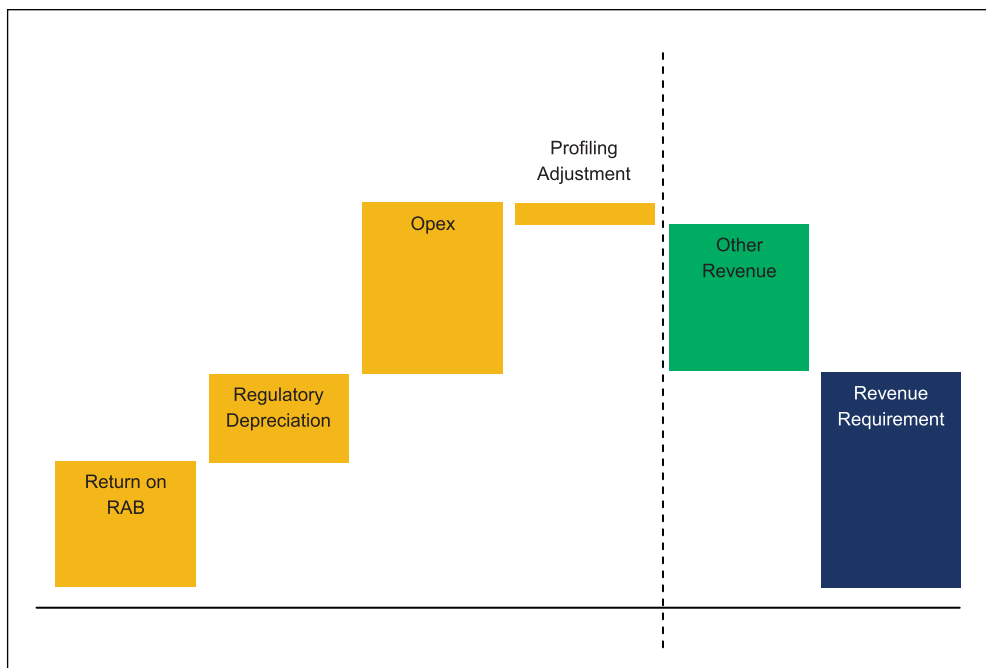 Profiling
Adjustment
Opex
Other
Revenue
Regulatory
Depreciation
Revenue
Requirement
Return on
RAB